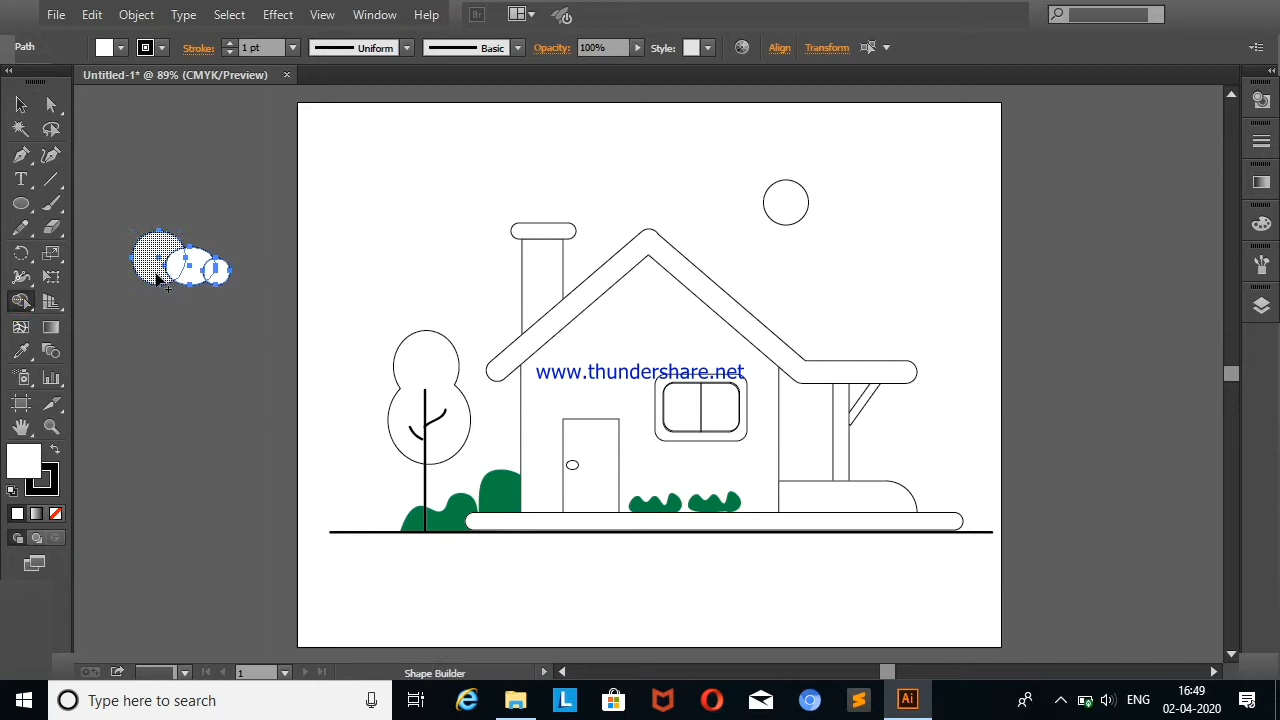 File Edit Object Type Select Effect View Window Help Br
Path Stroke: 1 pt Uniform Basic Opacity: 100% Style: Align Transform
Untitled-1* @ 89% (CMYK/Preview)
www.thundershare.net
1 Shape Builder
Type here to search L Ai ENG 16:49
02-04-2020